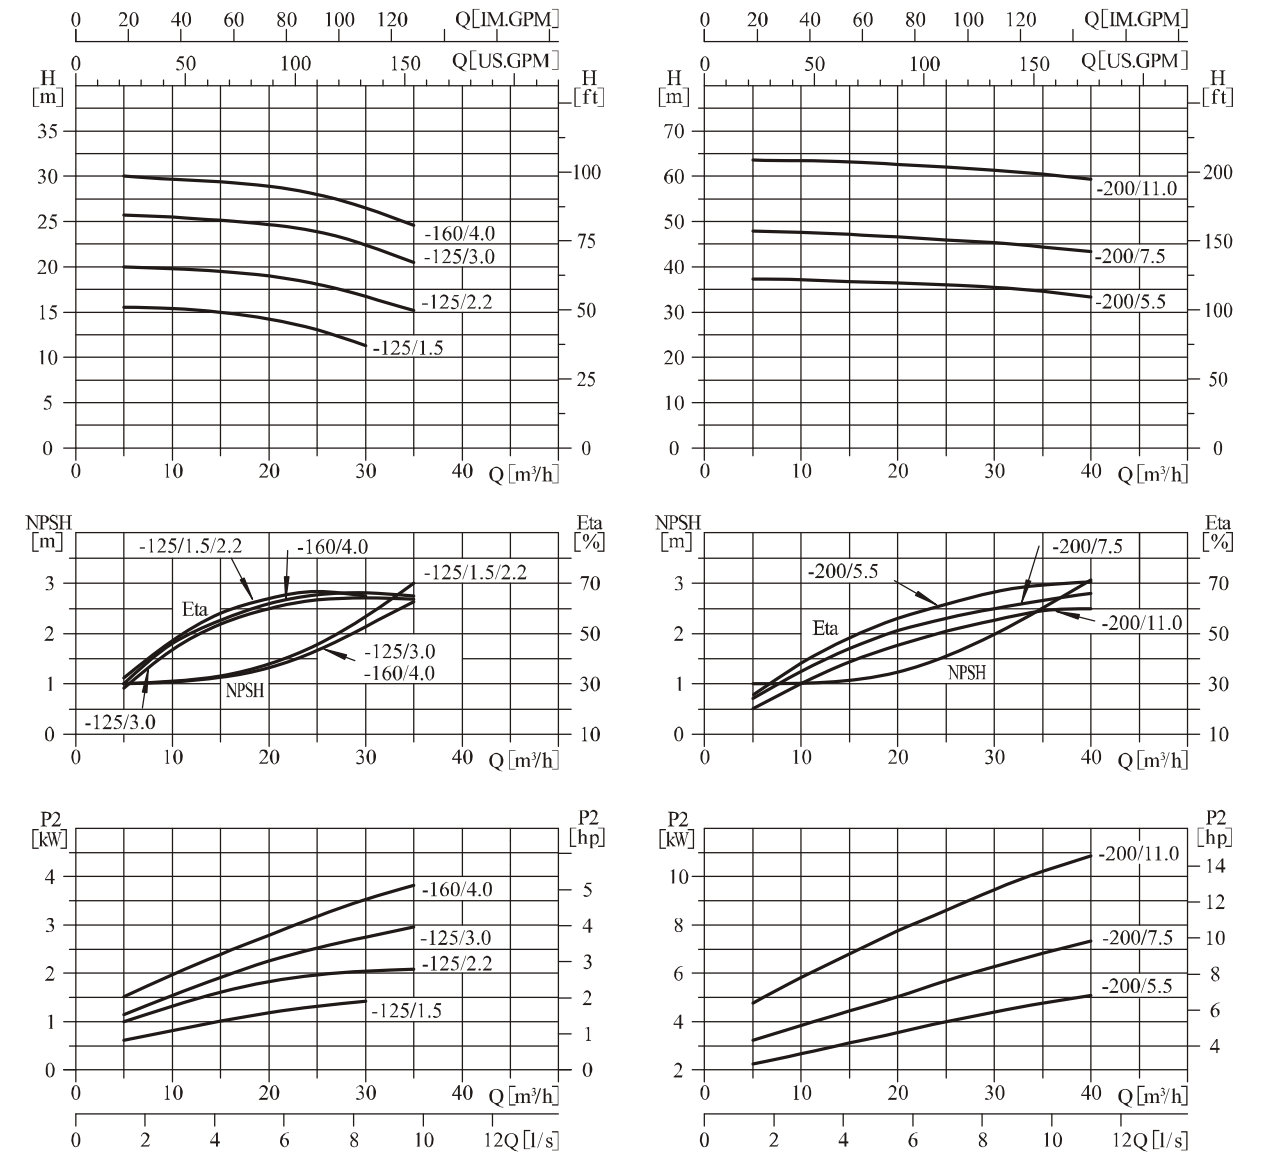 0 20 40 60 80 100 120 Q[IM.GPM]
0 50 100 150 Q[US.GPM]
H
[m]
H
[ft]
35
30
25
20
15
10
5
0
100
75
50
25
0
-160/4.0
-125/3.0
-125/2.2
-125/1.5
0 10 20 30 40 Q[m³/h]
0 20 40 60 80 100 120 Q[IM.GPM]
0 50 100 150 Q[US.GPM]
H
[m]
H
[ft]
70
60
50
40
30
20
10
0
200
150
100
50
0
-200/11.0
-200/7.5
-200/5.5
0 10 20 30 40 Q[m³/h]
NPSH
[m]
Eta
[%]
3
2
1
0
70
50
30
10
-125/1.5/2.2
-160/4.0
-125/1.5/2.2
Eta
-125/3.0
-160/4.0
NPSH
-125/3.0
0 10 20 30 40 Q[m³/h]
NPSH
[m]
Eta
[%]
3
2
1
0
70
50
30
10
-200/7.5
-200/5.5
Eta
-200/11.0
NPSH
0 10 20 30 40 Q[m³/h]
P2
[kW]
P2
[hp]
4
3
2
1
0
5
4
3
2
1
0
-160/4.0
-125/3.0
-125/2.2
-125/1.5
0 10 20 30 40 Q[m³/h]
0 2 4 6 8 10 12Q[l/s]
P2
[kW]
P2
[hp]
10
8
6
4
2
14
12
10
8
6
4
-200/11.0
-200/7.5
-200/5.5
0 10 20 30 40 Q[m³/h]
0 2 4 6 8 10 12Q[l/s]